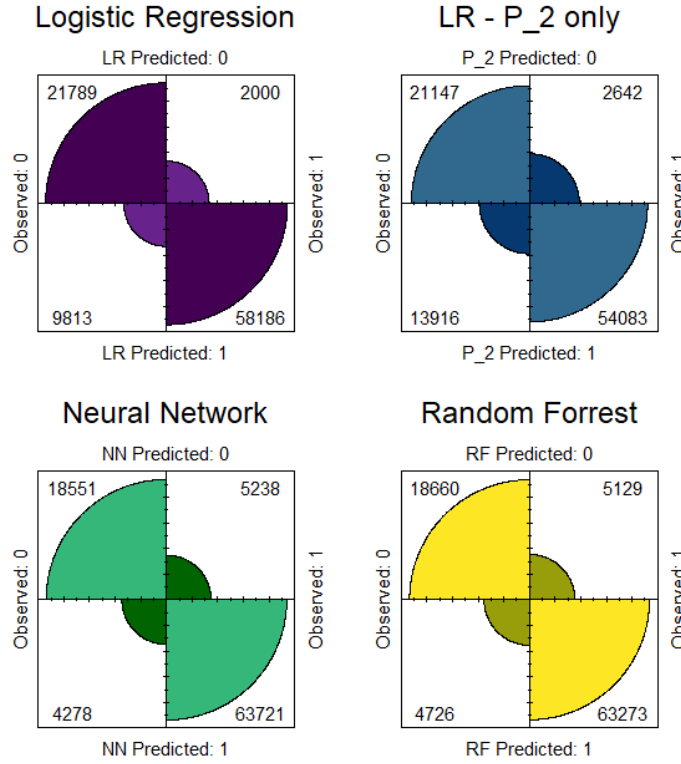 Logistic Regression
LR Predicted: 0
21789 2000
Observed: 0
Observed: 1
9813 58186
LR Predicted: 1
LR - P_2 only
P_2 Predicted: 0
21147 2642
Observed: 0
Observed: 1
13916 54083
P_2 Predicted: 1
Neural Network
NN Predicted: 0
18551 5238
Observed: 0
Observed: 1
4278 63721
NN Predicted: 1
Random Forrest
RF Predicted: 0
18660 5129
Observed: 0
Observed: 1
4726 63273
RF Predicted: 1